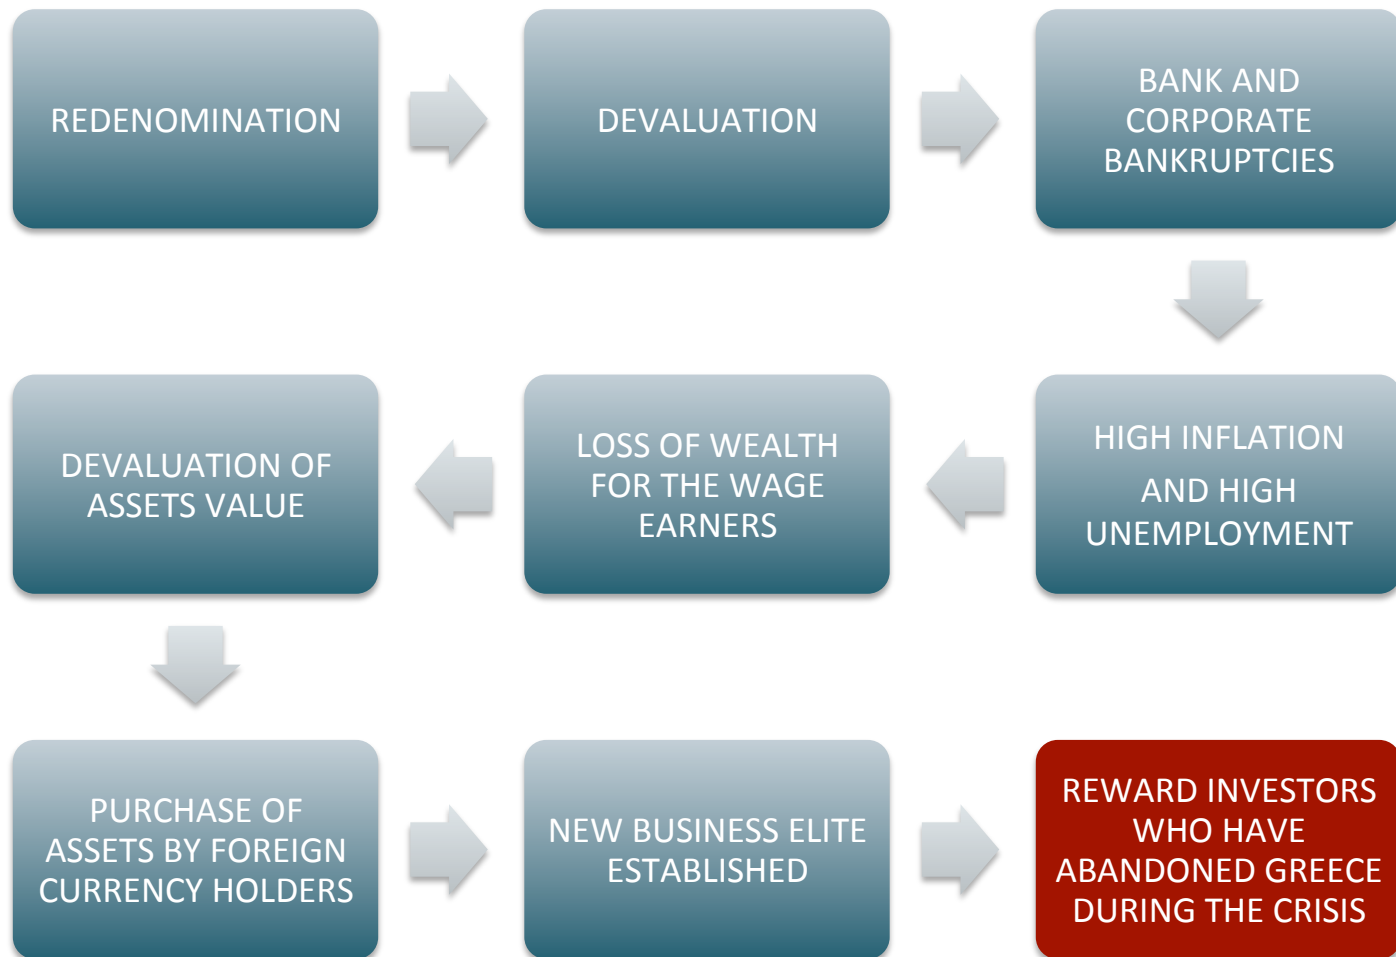 REDENOMINATION
DEVALUATION
BANK AND
CORPORATE
BANKRUPTCIES
HIGH INFLATION
AND HIGH
UNEMPLOYMENT
LOSS OF WEALTH
FOR THE WAGE
EARNERS
DEVALUATION OF
ASSETS VALUE
PURCHASE OF
ASSETS BY FOREIGN
CURRENCY HOLDERS
NEW BUSINESS ELITE
ESTABLISHED
REWARD INVESTORS
WHO HAVE
ABANDONED GREECE
DURING THE CRISIS